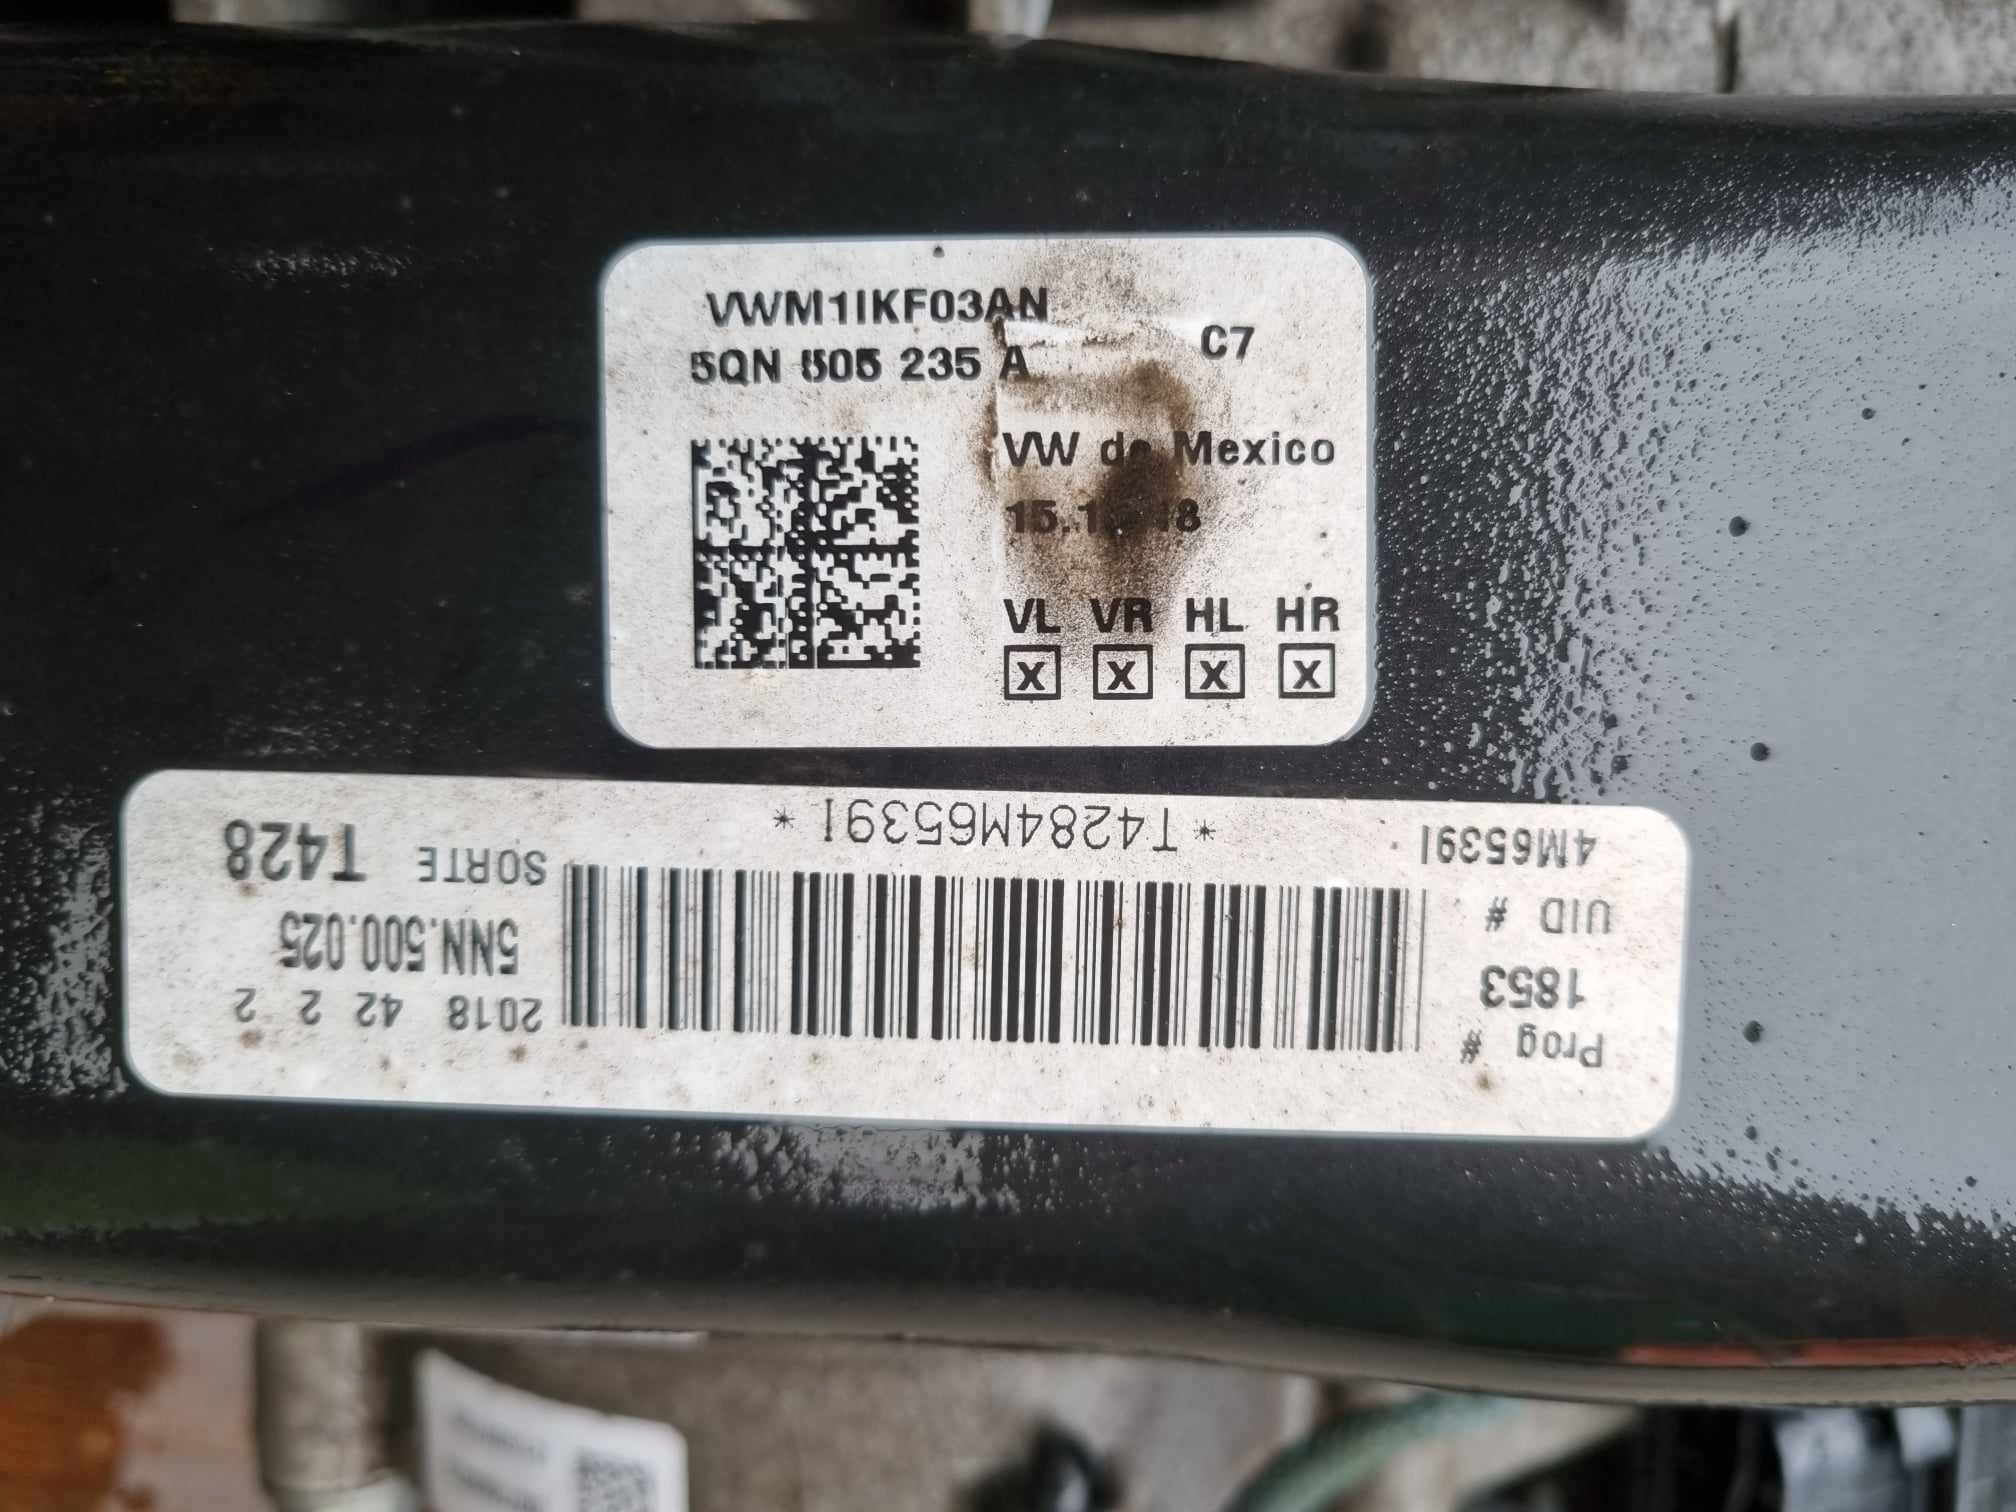 VWM1IKF03AN
5QN 505 235 A
C7
VW de Mexico
VL VR HL HR
X X X X
Prog #
1853
UID #
4M6539I
2018 42 2 2
5NN.500.025
SORTE T428
*T4284M6539I*